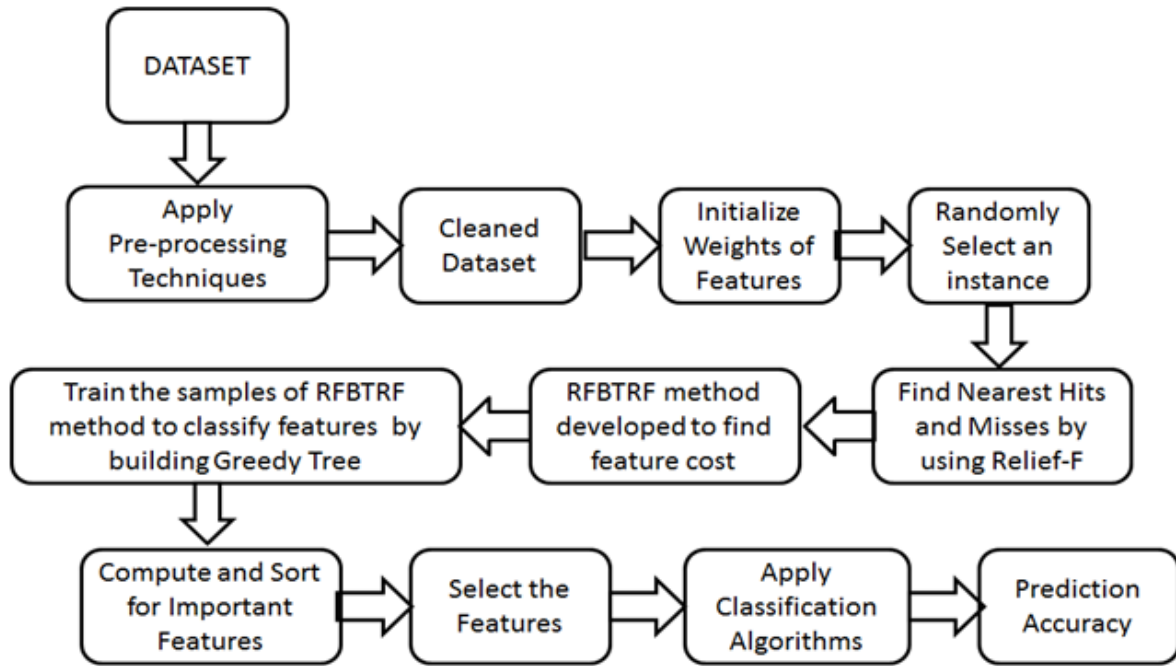 DATASET
Apply
Pre-processing
Techniques
Cleaned
Dataset
Initialize
Weights of
Features
Randomly
Select an
instance
Find Nearest Hits
and Misses by
using Relief-F
RFBTRF method
developed to find
feature cost
Train the samples of RFBTRF
method to classify features by
building Greedy Tree
Compute and Sort
for Important
Features
Select the
Features
Apply
Classification
Algorithms
Prediction
Accuracy